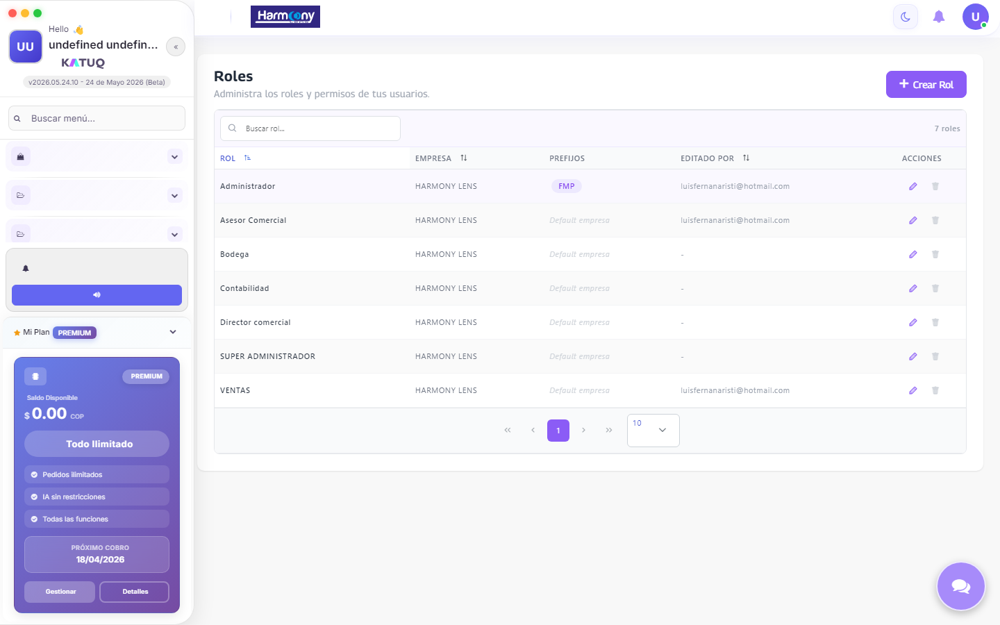 Hello 👋
UU
undefined undefin...
«
KATUQ
v2026.05.24.10 - 24 de Mayo 2026 (Beta)
Buscar menú...
Mi Plan PREMIUM
PREMIUM
Saldo Disponible
$ 0.00 COP
Todo Ilimitado
Pedidos ilimitados
IA sin restricciones
Todas las funciones
PRÓXIMO COBRO
18/04/2026
Gestionar Detalles
Harmony
U
Roles
Administra los roles y permisos de tus usuarios.
+ Crear Rol
Buscar rol...
7 roles
ROL EMPRESA PREFIJOS EDITADO POR ACCIONES
Administrador HARMONY LENS FMP luisfernanaristi@hotmail.com
Asesor Comercial HARMONY LENS Default empresa luisfernanaristi@hotmail.com
Bodega HARMONY LENS Default empresa -
Contabilidad HARMONY LENS Default empresa -
Director comercial HARMONY LENS Default empresa -
SUPER ADMINISTRADOR HARMONY LENS Default empresa -
VENTAS HARMONY LENS Default empresa luisfernanaristi@hotmail.com
« ‹ 1 › » 10